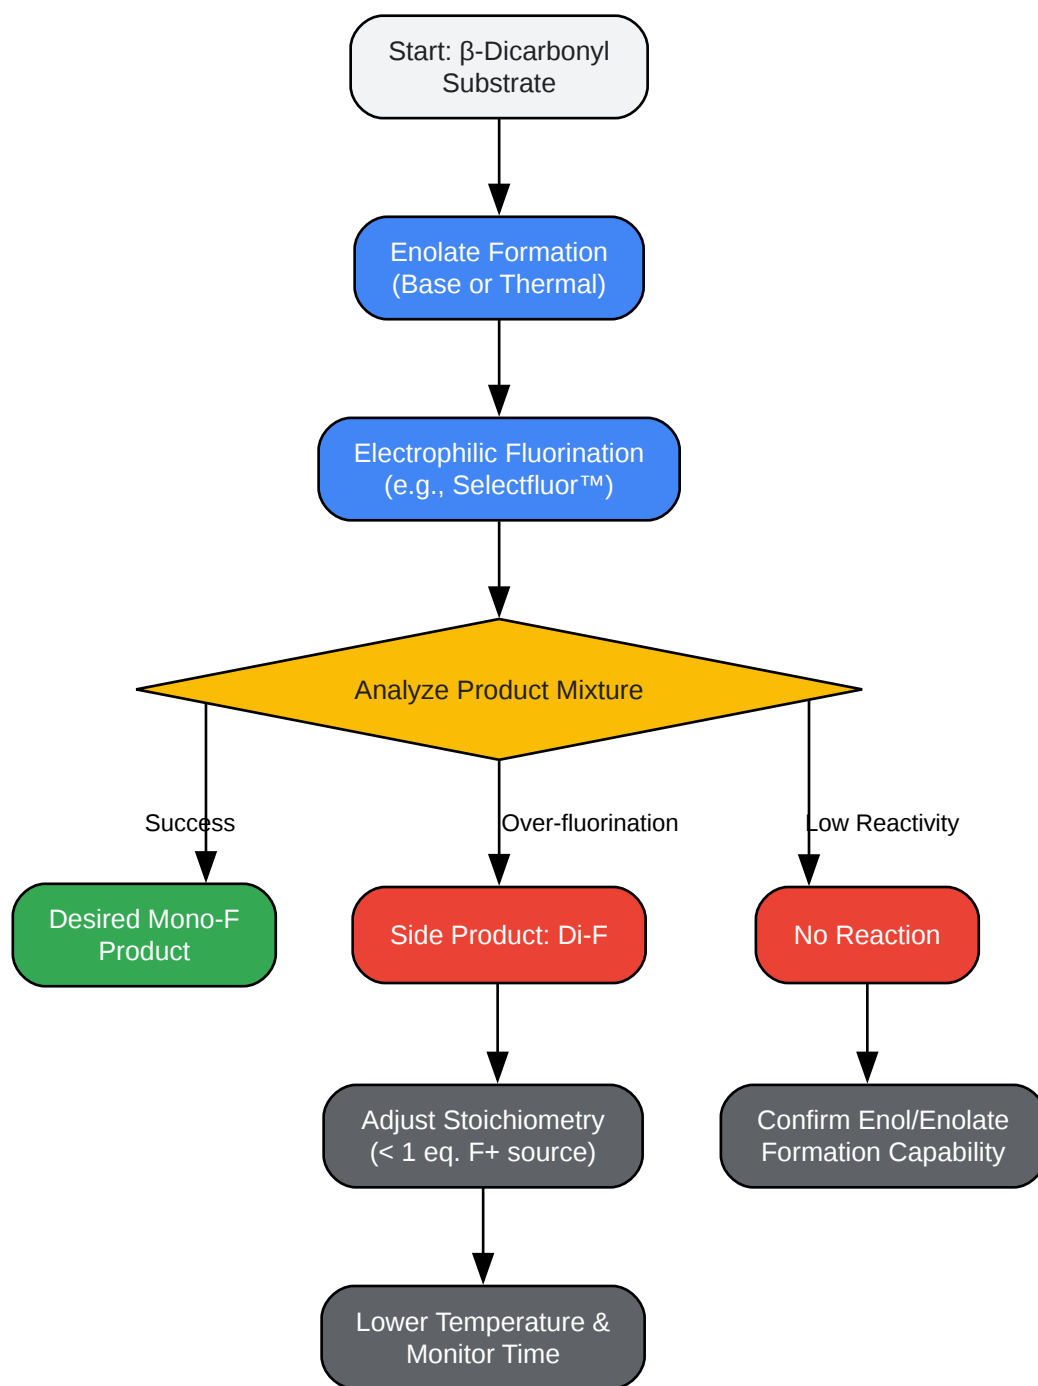 Start: β-Dicarbonyl
Substrate
Enolate Formation
(Base or Thermal)
Electrophilic Fluorination
(e.g., Selectfluor™)
Analyze Product Mixture
Success
Over-fluorination
Low Reactivity
Desired Mono-F
Product
Side Product: Di-F
No Reaction
Adjust Stoichiometry
(< 1 eq. F+ source)
Confirm Enol/Enolate
Formation Capability
Lower Temperature &
Monitor Time